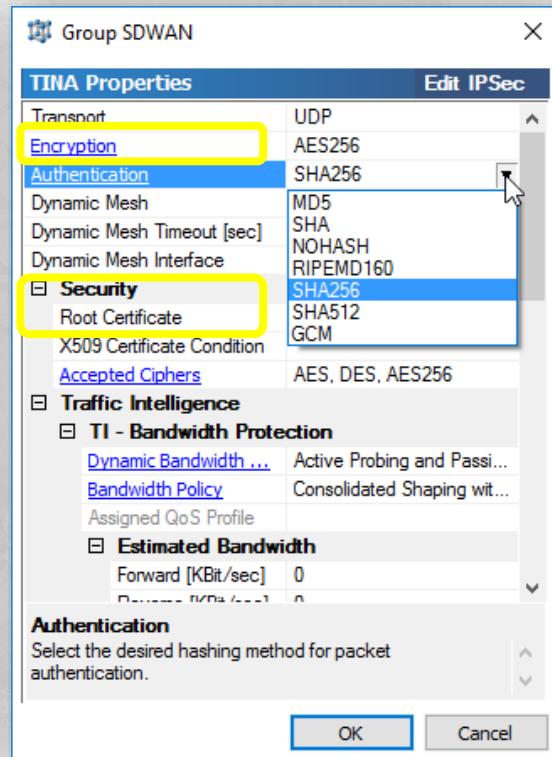 Group SDWAN
TINA Properties Edit IPSec
Transport UDP
Encryption AES256
Authentication SHA256
Dynamic Mesh
MD5
SHA
Dynamic Mesh Timeout [sec]
NOHASH
Dynamic Mesh Interface
RIPEMD160
Security
SHA256
Root Certificate
SHA512
X509 Certificate Condition
GCM
Accepted Ciphers AES, DES, AES256
Traffic Intelligence
TI - Bandwidth Protection
Dynamic Bandwidth ... Active Probing and Passi...
Bandwidth Policy Consolidated Shaping wit...
Assigned QoS Profile
Estimated Bandwidth
Forward [KBit/sec] 0
Reverse [KBit/sec] 0
Authentication
Select the desired hashing method for packet
authentication.
OK Cancel